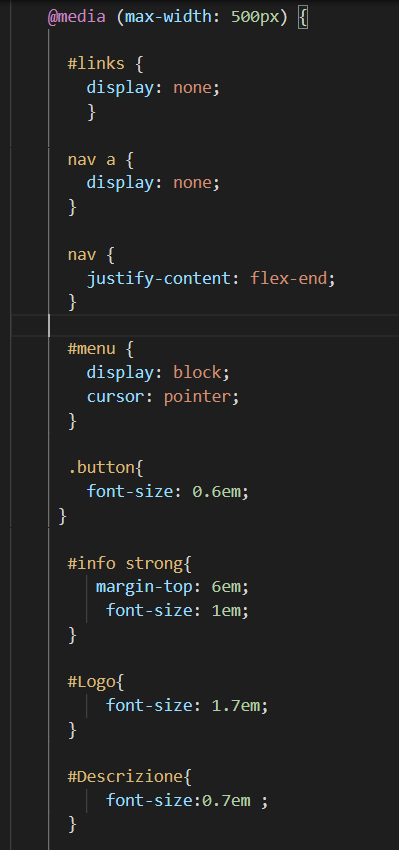 @media (max-width: 500px) {
#links {
display: none;
}
nav a {
display: none;
}
nav {
justify-content: flex-end;
}
#menu {
display: block;
cursor: pointer;
}
.button{
font-size: 0.6em;
}
#info strong{
margin-top: 6em;
font-size: 1em;
}
#Logo{
font-size: 1.7em;
}
#Descrizione{
font-size:0.7em ;
}